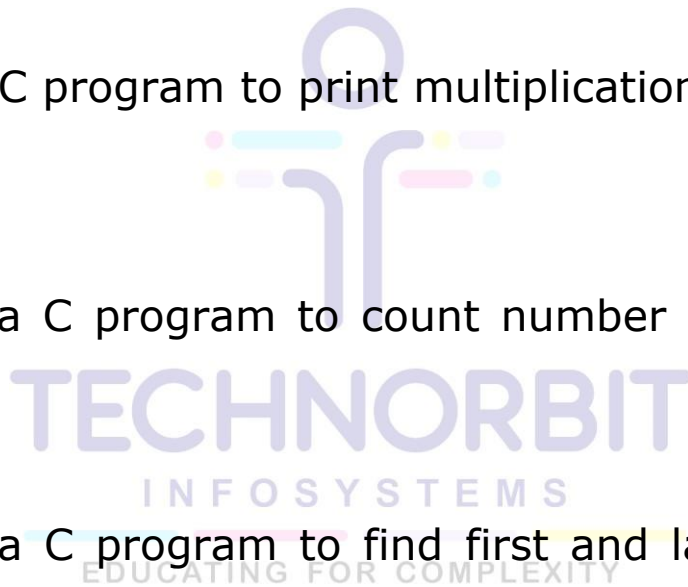 C program to print multiplication
a C program to count number
TECHNORBIT
INFOSYSTEMS
a C program to find first and la
EDUCATING FOR COMPLEXITY